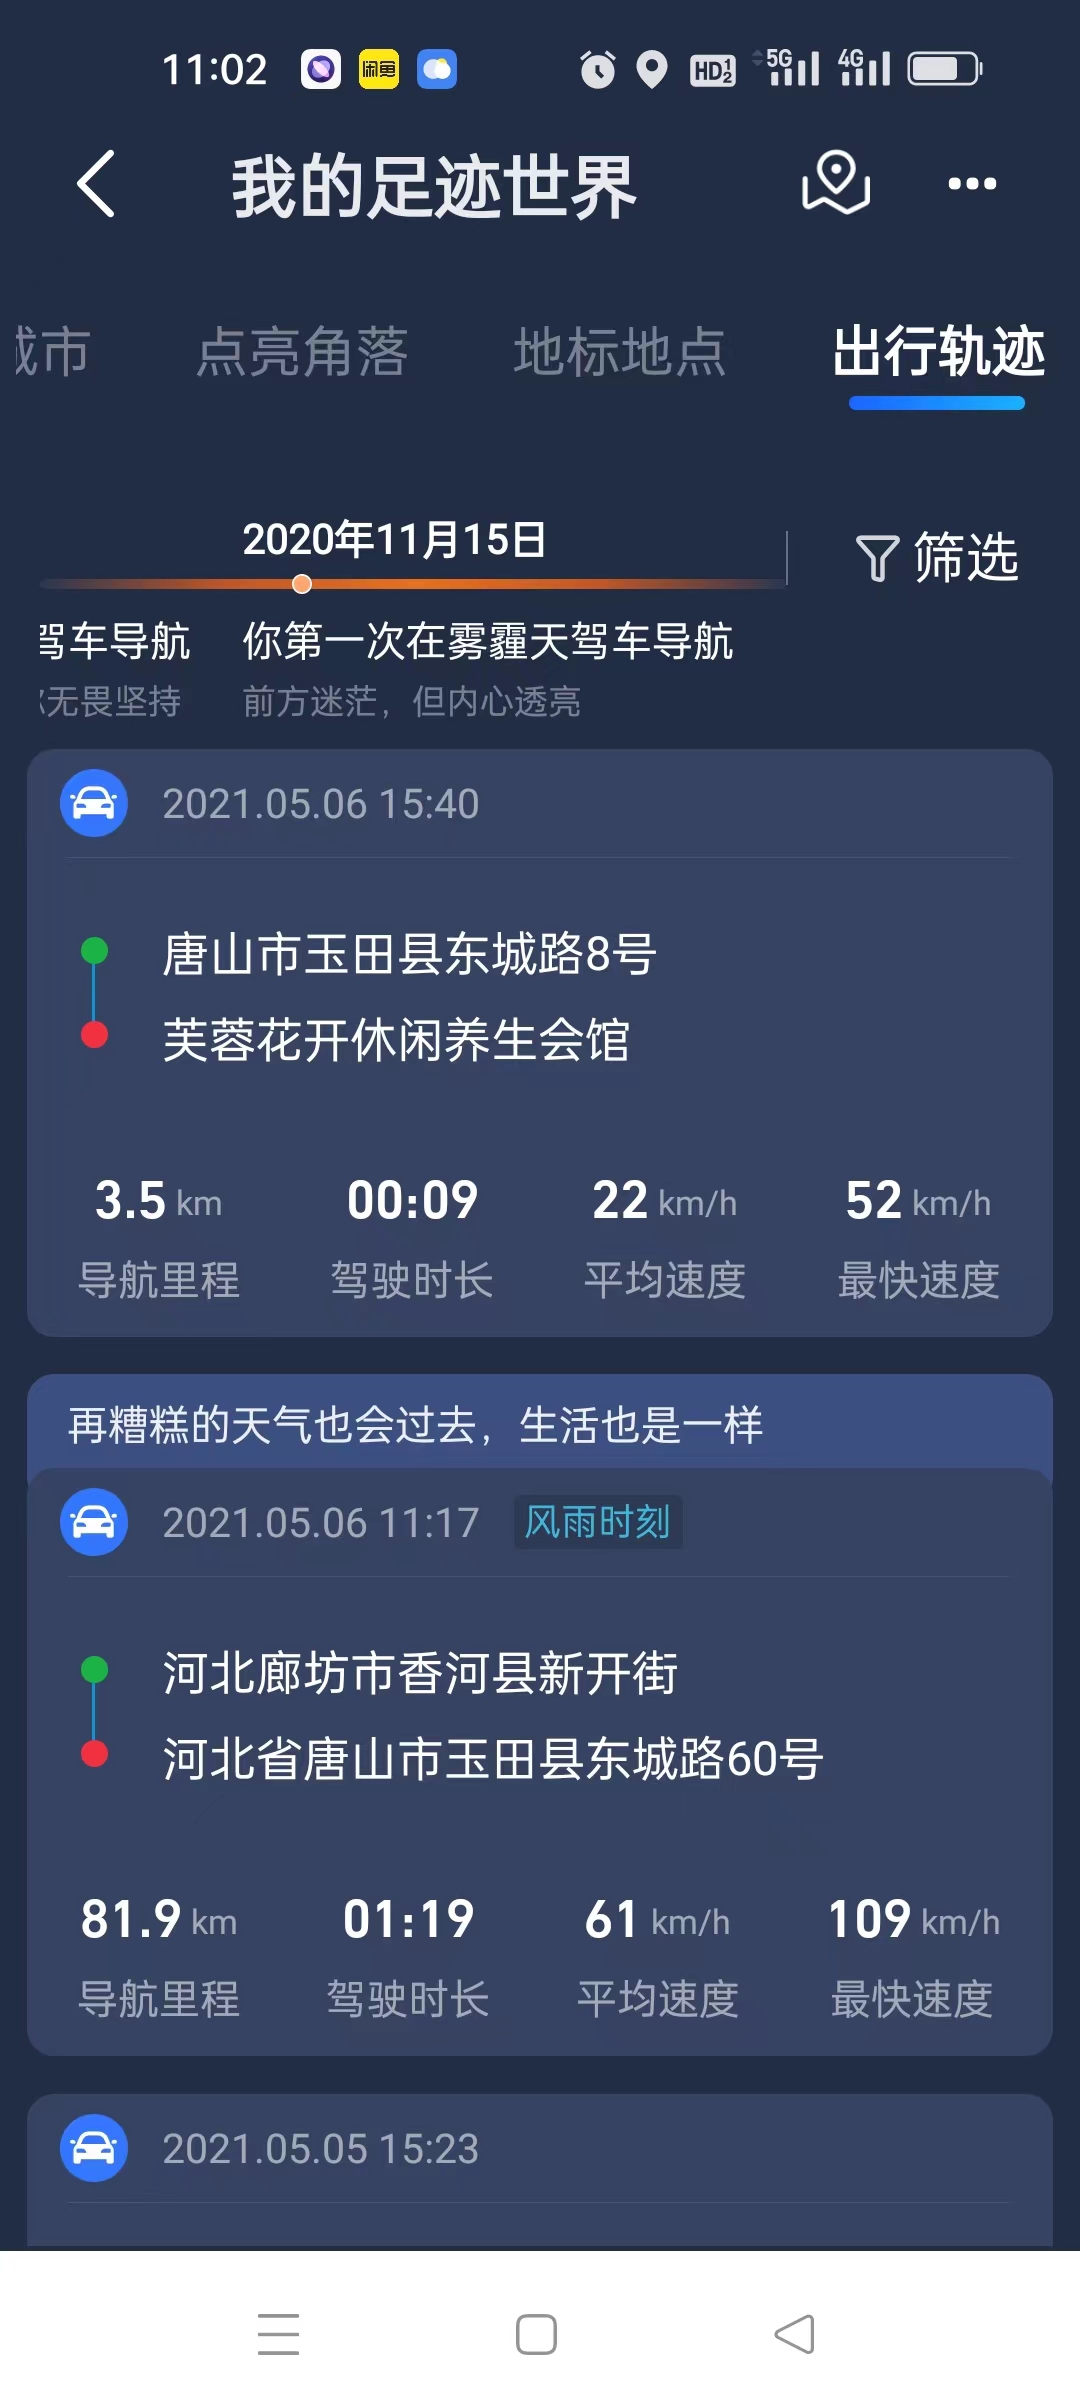 11:02
闲鱼
HD 1 2
5G
4G
我的足迹世界
城市 点亮角落 地标地点 出行轨迹
2020年11月15日
筛选
驾车导航 你第一次在雾霾天驾车导航
无畏坚持 前方迷茫，但内心透亮
2021.05.06 15:40
唐山市玉田县东城路8号
芙蓉花开休闲养生会馆
3.5 km 00:09 22 km/h 52 km/h
导航里程 驾驶时长 平均速度 最快速度
再糟糕的天气也会过去，生活也是一样
2021.05.06 11:17 风雨时刻
河北廊坊市香河县新开街
河北省唐山市玉田县东城路60号
81.9 km 01:19 61 km/h 109 km/h
导航里程 驾驶时长 平均速度 最快速度
2021.05.05 15:23